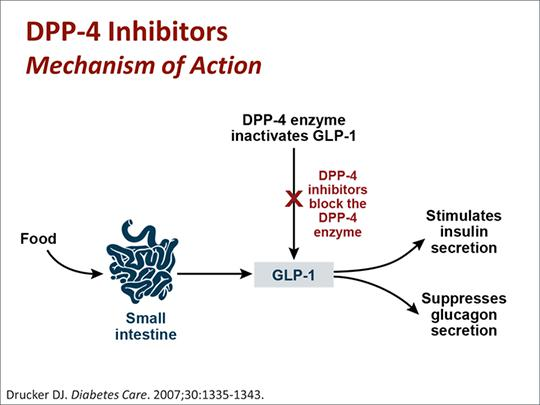 DPP-4 Inhibitors
Mechanism of Action
DPP-4 enzyme
inactivates GLP-1
DPP-4
inhibitors
block the
DPP-4
enzyme
Food
Small
intestine
GLP-1
Stimulates
insulin
secretion
Suppresses
glucagon
secretion
Drucker DJ. Diabetes Care. 2007;30:1335-1343.